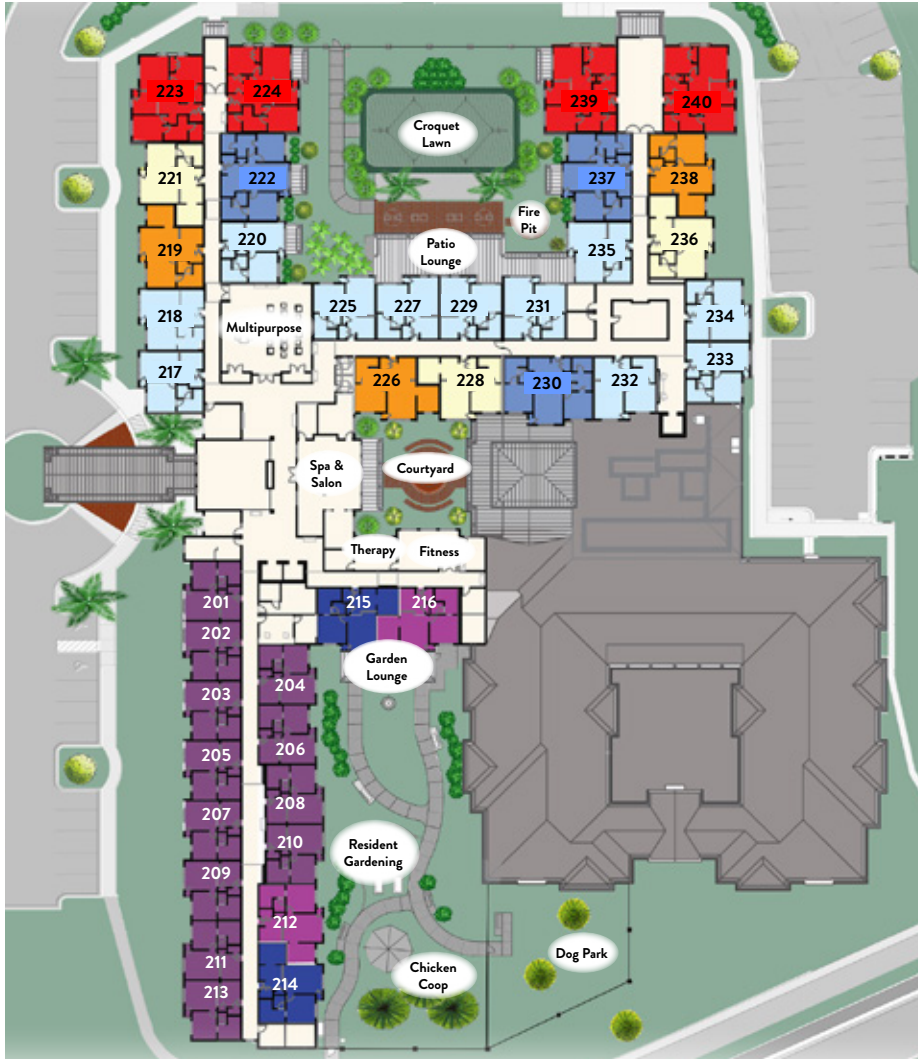 223
224
239
240
Croquet
Lawn
221
222
237
238
Fire
Pit
219
220
235
236
Patio
Lounge
218
Multipurpose
225
227
229
231
234
217
226
228
230
232
233
Spa &
Salon
Courtyard
Therapy
Fitness
201
215
216
202
Garden
Lounge
203
204
205
206
207
208
210
Resident
Gardening
209
212
211
Dog Park
Chicken
Coop
213
214